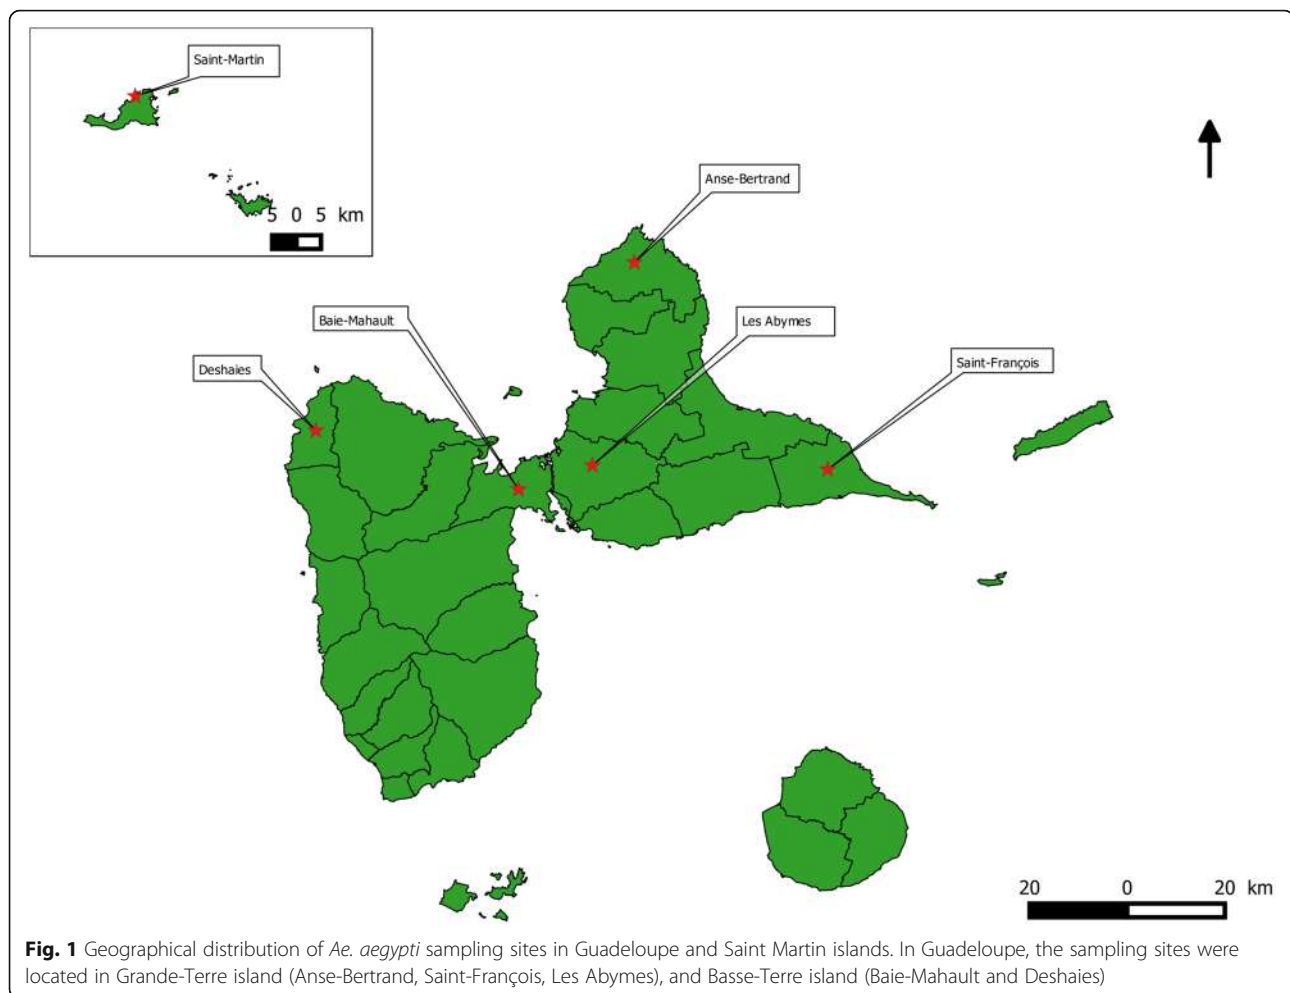 Saint-Martin
5 0 5 km
Anse-Bertrand
Baie-Mahault
Les Abymes
Deshaies
Saint-François
20 0 20 km
Fig. 1 Geographical distribution of Ae. aegypti sampling sites in Guadeloupe and Saint Martin islands. In Guadeloupe, the sampling sites were
located in Grande-Terre island (Anse-Bertrand, Saint-François, Les Abymes), and Basse-Terre island (Baie-Mahault and Deshaies)